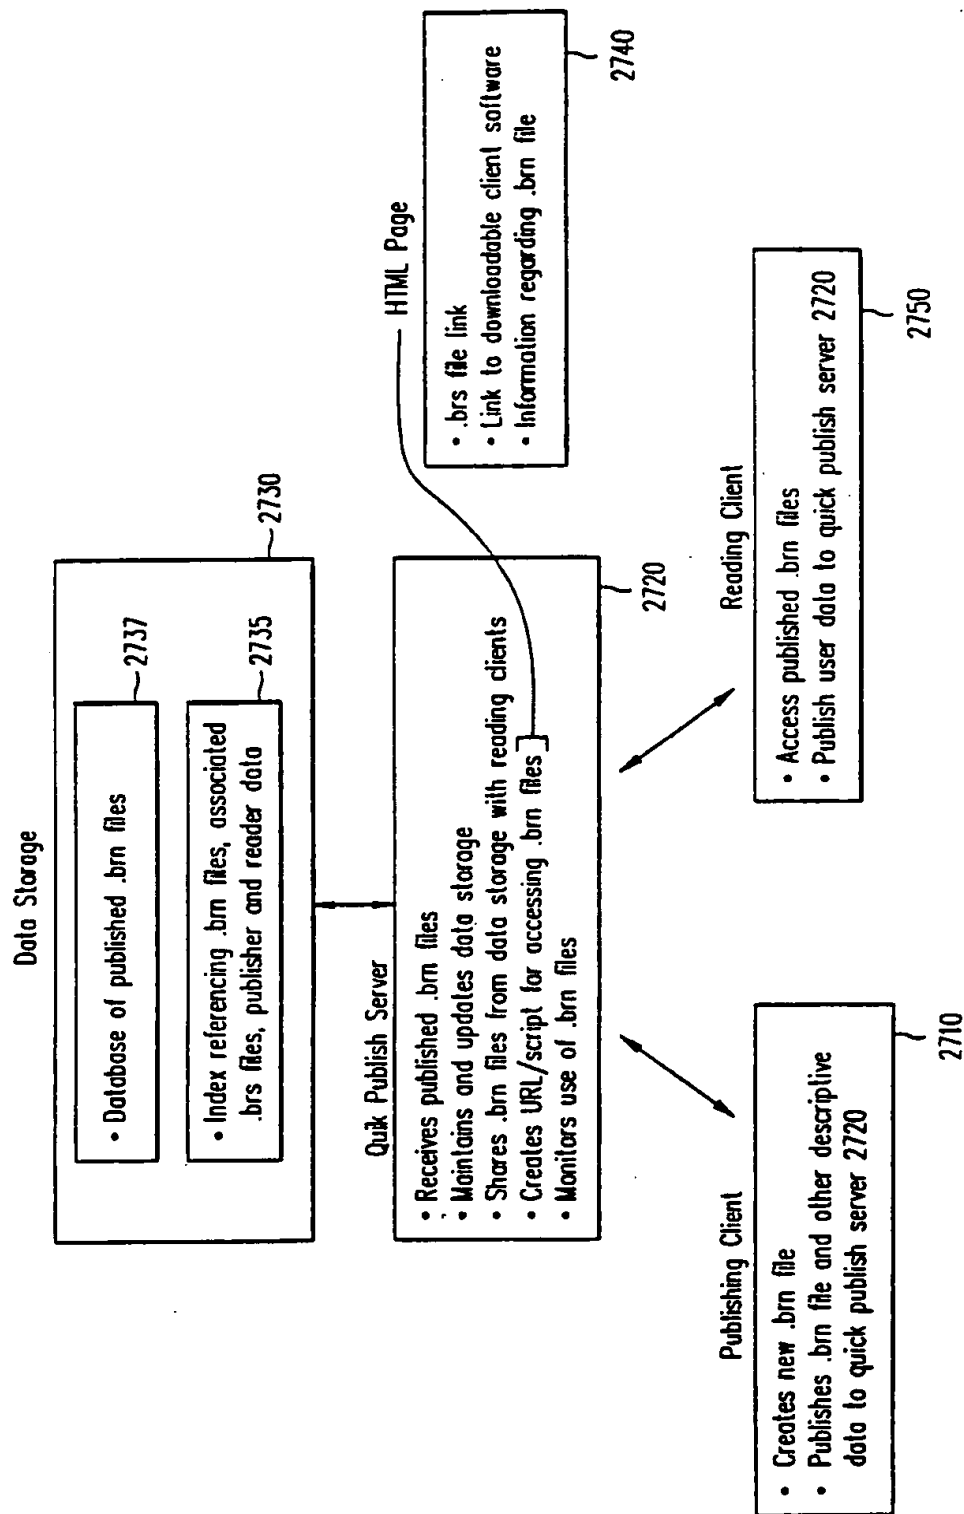 Data Storage
• Database of published .brn files
2737
• Index referencing .brn files, associated
.brs files, publisher and reader data
2735
2730
Quik Publish Server
• Receives published .brn files
• Maintains and updates data storage
• Shares .brn files from data storage with reading clients
• Creates URL/script for accessing .brn files
• Monitors use of .brn files
2720
HTML Page
• .brs file link
• Link to downloadable client software
• Information regarding .brn file
2740
Publishing Client
• Creates new .brn file
• Publishes .brn file and other descriptive
data to quick publish server 2720
2710
Reading Client
• Access published .brn files
• Publish user data to quick publish server 2720
2750